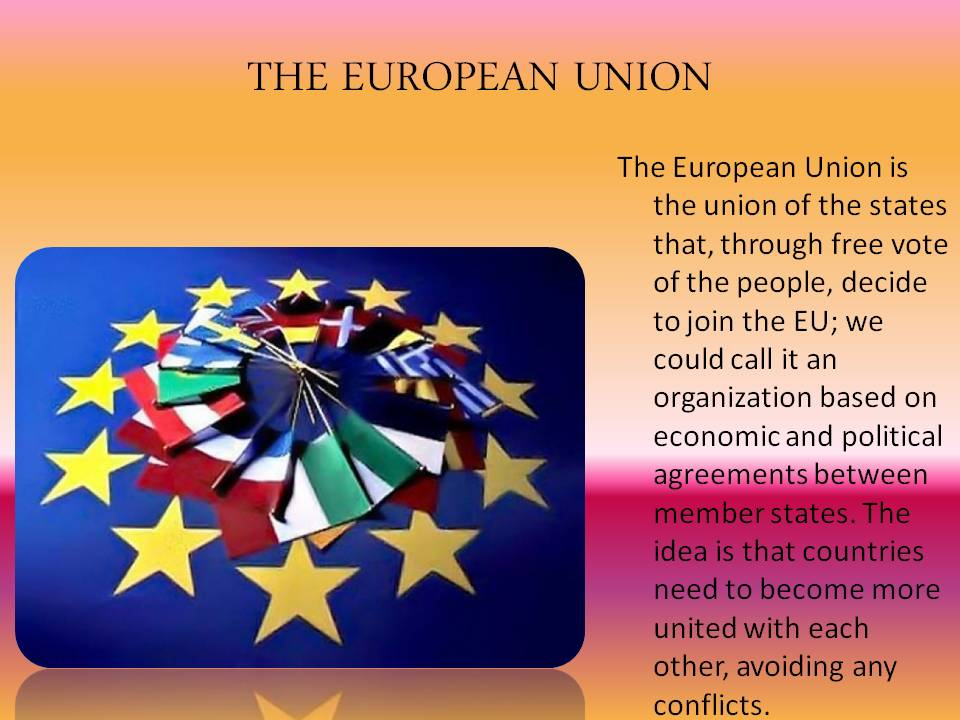 THE EUROPEAN UNION
The European Union is
the union of the states
that, through free vote
of the people, decide
to join the EU; we
could call it an
organization based on
economic and political
agreements between
member states. The
idea is that countries
need to become more
united with each
other, avoiding any
conflicts.